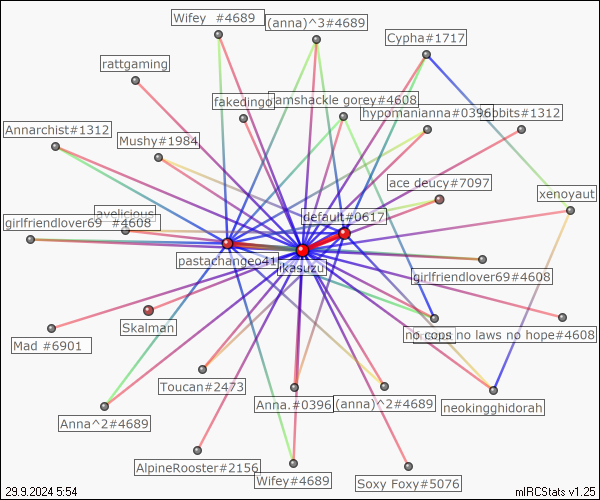 Wifey #4689
(anna)^3#4689
Cypha#1717
rattgaming
fakedingo
amshackle gorey#4608
hypomanianna#0396
obbits#1312
Annarchist#1312
Mushy#1984
ace deucy#7097
xenoyaut
avelicious
girlfriendlover69 #4608
default#0617
pastachanneo41
ikasuzu
girlfriendlover69#4608
Skalman
Mad #6901
no cops no laws no hope#4608
Toucan#2473
Anna.#0396
(anna)^2#4689
neokingghidorah
Anna^2#4689
AlpineRooster#2156
Wifey#4689
Soxy Foxy#5076
29.9.2024 5:54
mIRCStats v1.25